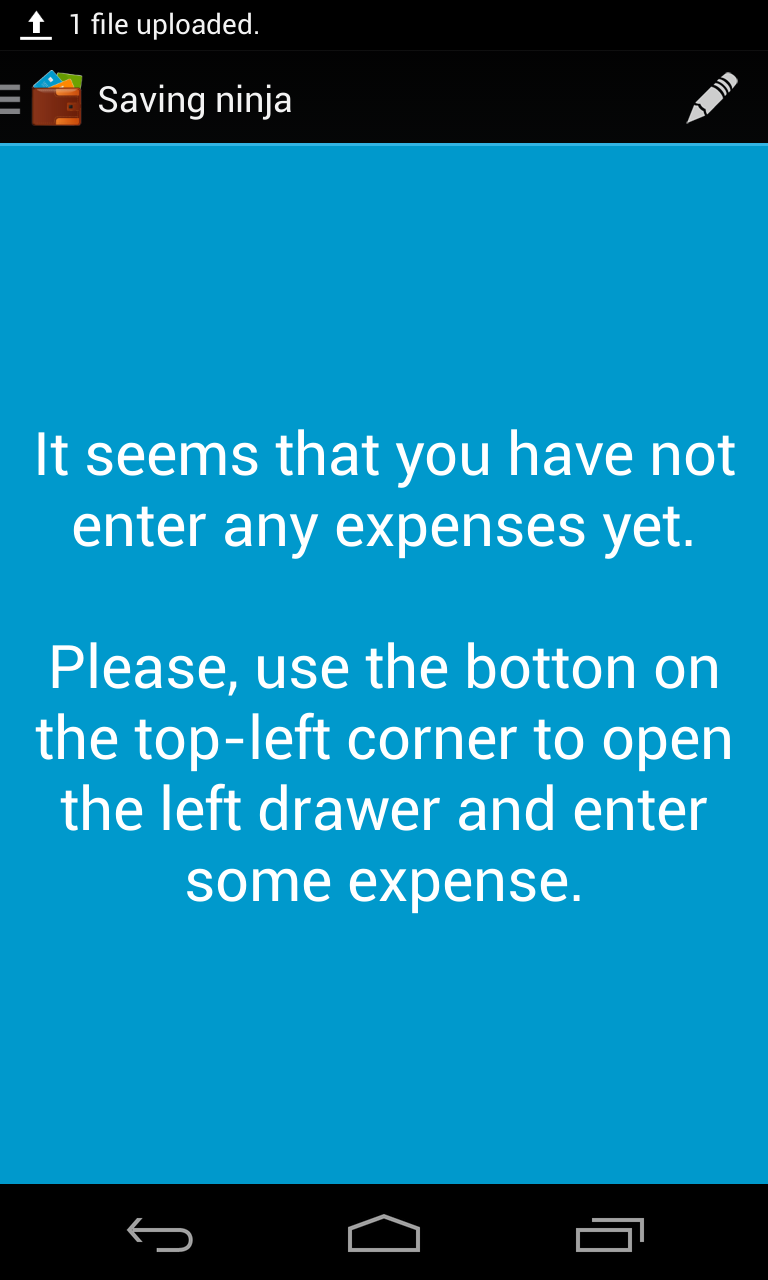 1 file uploaded.
Saving ninja
It seems that you have not
enter any expenses yet.
Please, use the botton on
the top-left corner to open
the left drawer and enter
some expense.